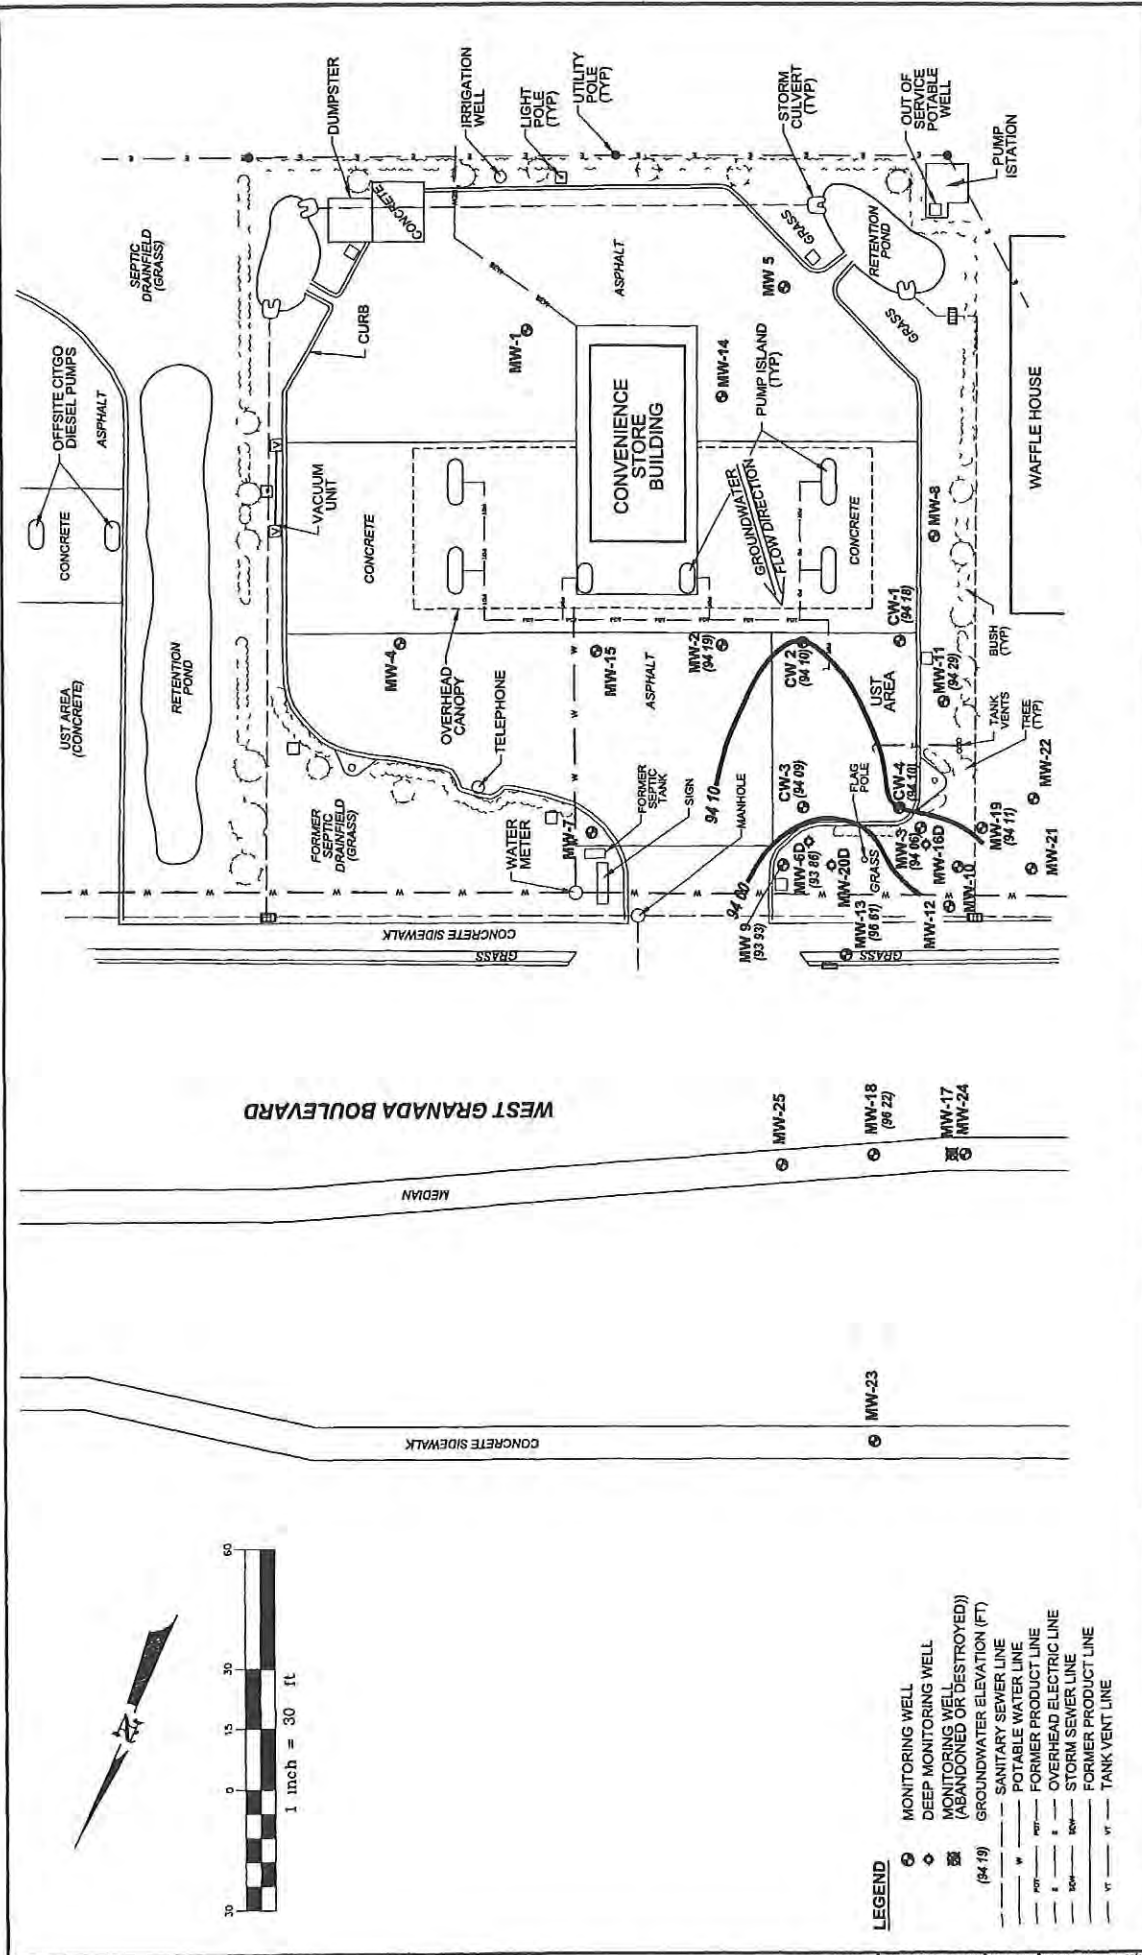 SEPTIC
DRAINFIELD
(GRASS)
DUMPSTER
IRRIGATION
WELL
LIGHT
POLE
(TYP)
UTILITY
POLE
(TYP)
STORM
CULVERT
(TYP)
OUT OF
SERVICE
POTABLE
WELL
PUMP
STATION
OFFSITE CITGO
DIESEL PUMPS
ASPHALT
CONCRETE
UST AREA
(CONCRETE)
RETENTION
POND
CONCRETE
CURB
V
V
VACUUM
UNIT
GRASS
RETENTION
POND
GRASS
ASPHALT
MW 5
MW-1
MW-14
CONVENIENCE
STORE
BUILDING
PUMP ISLAND
(TYP)
GROUNDWATER
FLOW DIRECTION
CONCRETE
CONCRETE
MW-8
WAFFLE HOUSE
MW-4
OVERHEAD
CANOPY
TELEPHONE
MW-15
MW-2
(94 19)
ASPHALT
CW 2
(94 10)
CW-1
(94 18)
UST
AREA
MW-11
(94 29)
BUSH
(TYP)
TANK
VENTS
TREE
(TYP)
FORMER
SEPTIC
DRAINFIELD
(GRASS)
WATER
METER
MW-7
FORMER
SEPTIC
TANK
SIGN
MANHOLE
94 10
CW-3
(94 09)
FLAG
POLE
CW-4
(94 10)
MW-22
MW-3
(94 06)
MW-16D
MW-19
(94 11)
MW-21
MW-10
MW-6D
(93 86)
MW-20D
GRASS
94 00
MW 9
(93 93)
MW-13
(96 61)
MW-12
CONCRETE SIDEWALK
GRASS
GRASS
WEST GRANADA BOULEVARD
MW-25
MW-18
(96 22)
MW-17
MW-24
MEDIAN
MW-23
CONCRETE SIDEWALK
N
30
0
15
30
60
1 inch = 30 ft
LEGEND
MONITORING WELL
DEEP MONITORING WELL
MONITORING WELL
(ABANDONED OR DESTROYED))
(94 19) GROUNDWATER ELEVATION (FT)
SANITARY SEWER LINE
W POTABLE WATER LINE
PDT PDT FORMER PRODUCT LINE
E E OVERHEAD ELECTRIC LINE
STORM SEWER LINE
FORMER PRODUCT LINE
VT VT TANK VENT LINE